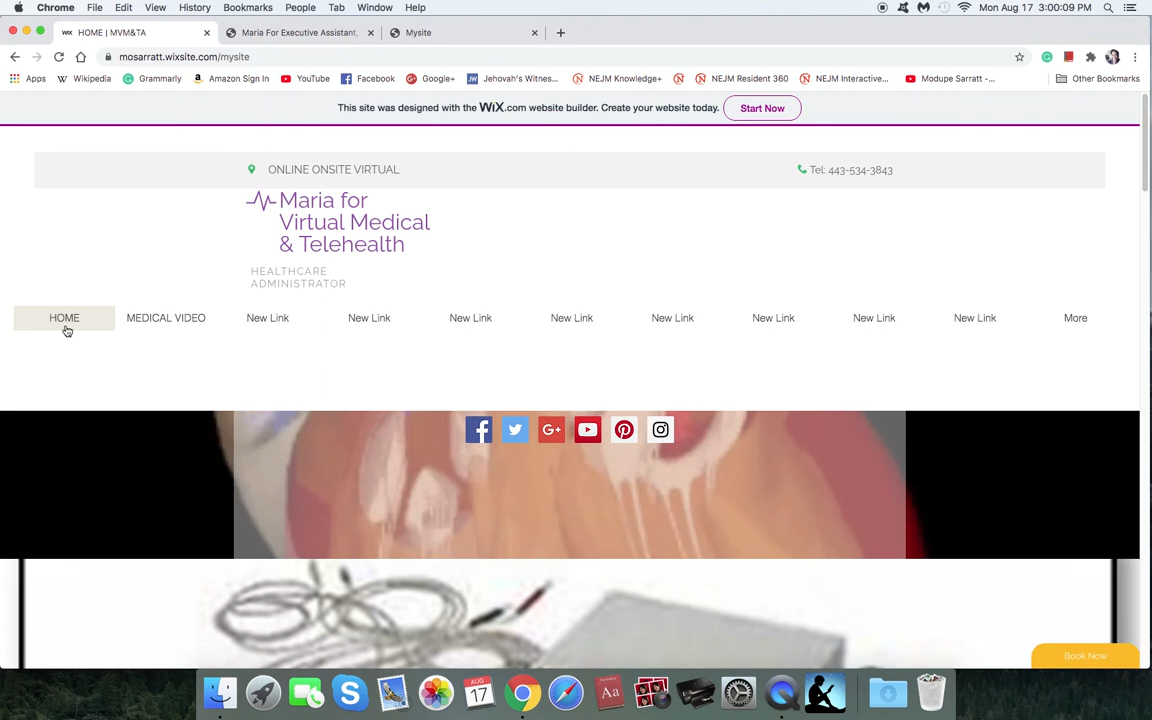 Chrome File Edit View History Bookmarks People Tab Window Help Mon Aug 17 3:00:09 PM
WIX HOME | MVM&TA Maria For Executive Assistant, Mysite
mosarratt.wixsite.com/mysite
Apps Wikipedia Grammarly Amazon Sign In YouTube Facebook Google+ Jehovah's Witnes... NEJM Knowledge+ NEJM Resident 360 NEJM Interactive... Modupe Sarratt -... Other Bookmarks
This site was designed with the WiX.com website builder. Create your website today. Start Now
ONLINE ONSITE VIRTUAL Tel: 443-534-3843
Maria for
Virtual Medical
& Telehealth
HEALTHCARE
ADMINISTRATOR
HOME MEDICAL VIDEO New Link New Link New Link New Link New Link New Link New Link New Link More
Book Now
17